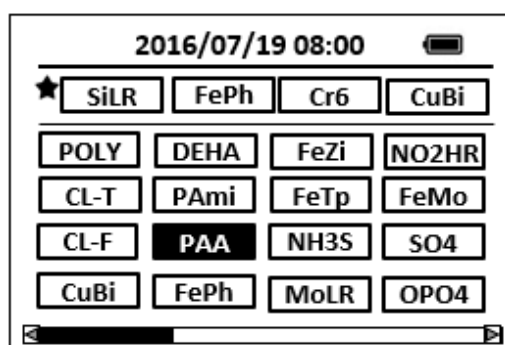 2016/07/19 08:00
SiLR FePh Cr6 CuBi
POLY DEHA FeZi NO2HR
CL-T PAmi FeTp FeMo
CL-F PAA NH3S SO4
CuBi FePh MoLR OPO4